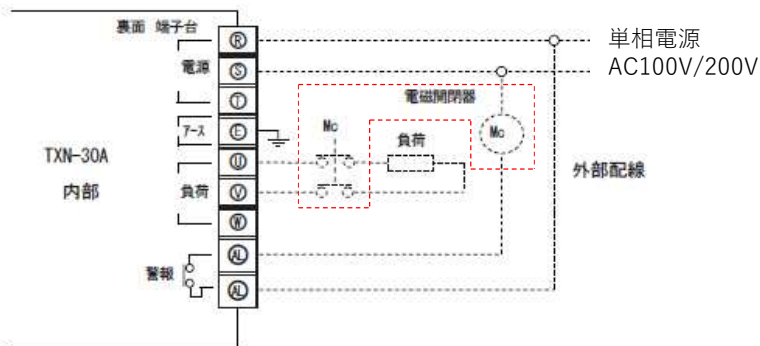 裏面 端子台
電源
アース
TXN-30A
内部
負荷
警報
R
S
T
E
U
V
W
AL
AL
電磁開閉器
Mc
負荷
Mc
単相電源
AC100V/200V
外部配線